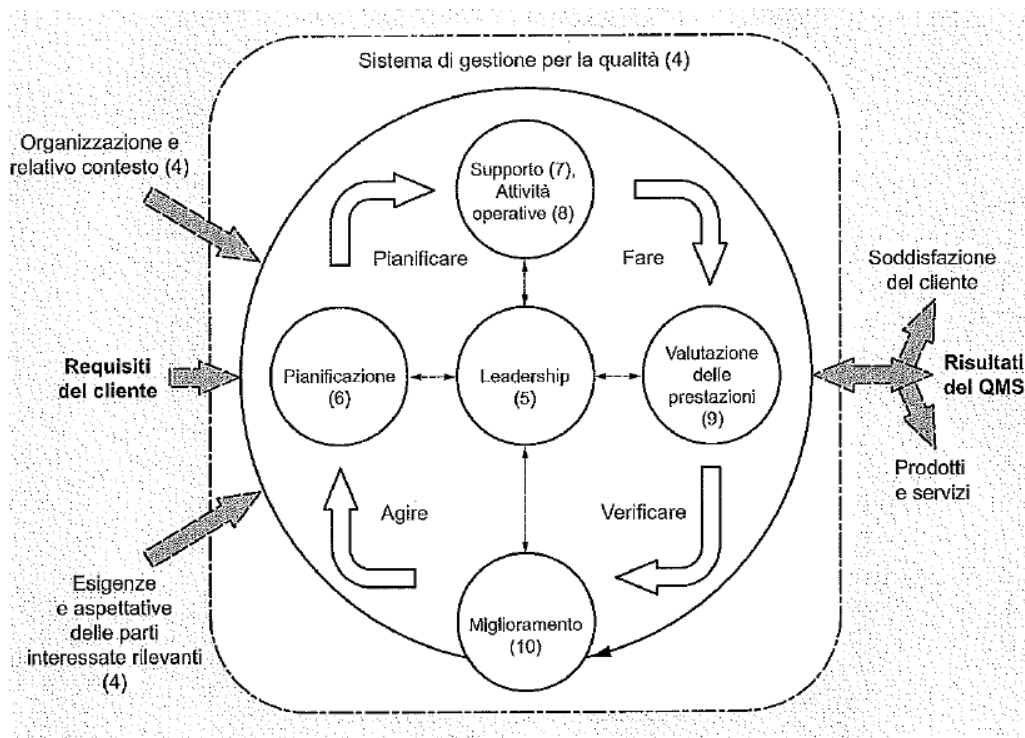 Sistema di gestione per la qualità (4)
Organizzazione e
relativo contesto (4)
Supporto (7),
Attività
operative (8)
Pianificare
Fare
Soddisfazione
del cliente
Requisiti
del cliente
Pianificazione
(6)
Leadership
(5)
Valutazione
delle
prestazioni
(9)
Risultati
del QMS
Prodotti
e servizi
Agire
Verificare
Esigenze
e aspettative
delle parti
interessate rilevanti
(4)
Miglioramento
(10)